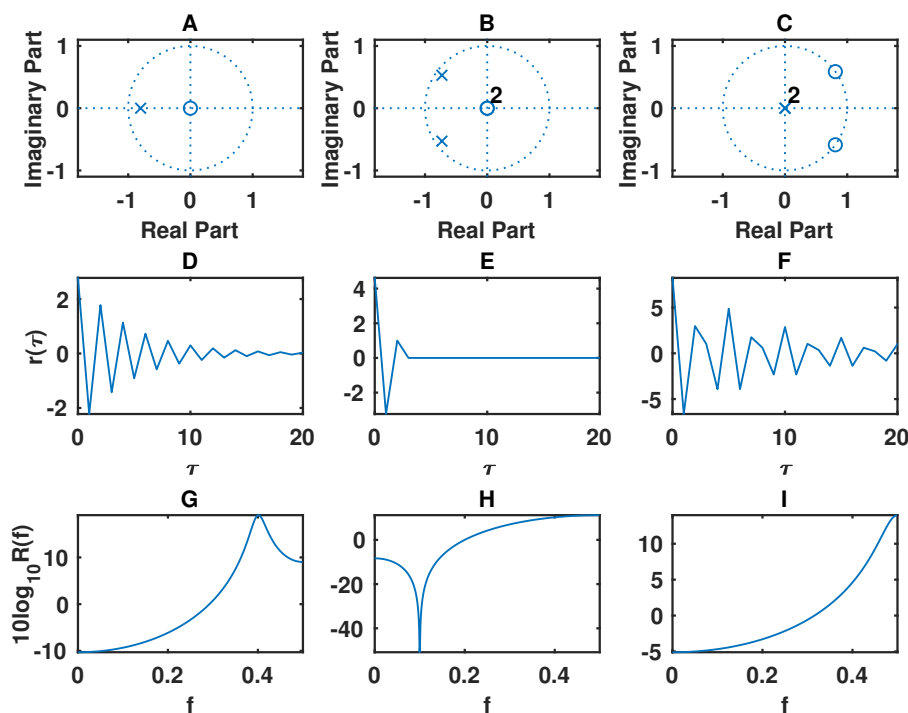 A B C
Imaginary Part Imaginary Part Imaginary Part
1 1 1
0 0 2 0 2
-1 -1 -1
-1 0 1 -1 0 1 -1 0 1
Real Part Real Part Real Part
D E F
r(τ)
2 4 5
0 2 0
-2 0 -5
-2
0 10 20 0 10 20 0 10 20
τ τ τ
G H I
10log₁₀R(f)
10 0 10
0 -20 5
-10 -40 0
-5
0 0.2 0.4 0 0.2 0.4 0 0.2 0.4
f f f